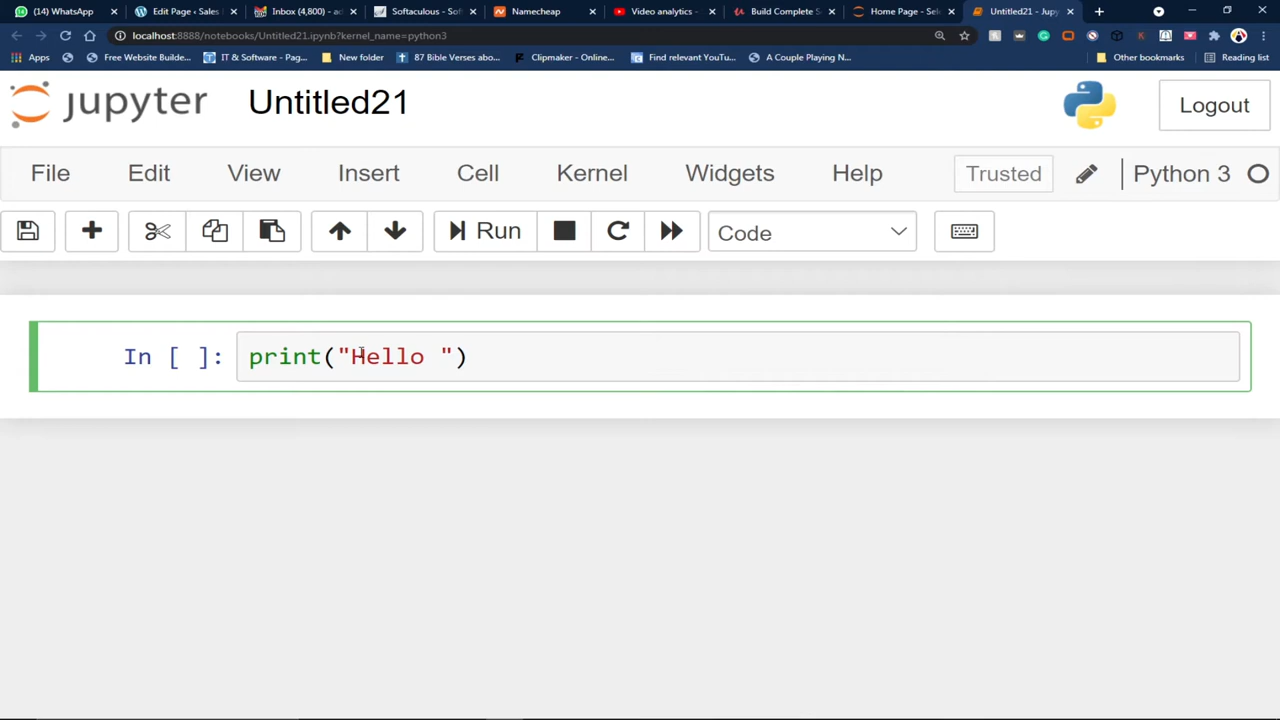 (14) WhatsApp
Edit Page ‹ Sales
Inbox (4,800) - ad
Softaculous - Sof
Namecheap
Video analytics -
Build Complete S
Home Page - Sele
Untitled21 - Jupy
localhost:8888/notebooks/Untitled21.ipynb?kernel_name=python3
Apps
Free Website Builde...
IT & Software - Pag...
New folder
87 Bible Verses abo...
Clipmaker - Online...
Find relevant YouTu...
A Couple Playing N...
Other bookmarks
Reading list
jupyter
Untitled21
Logout
File
Edit
View
Insert
Cell
Kernel
Widgets
Help
Trusted
Python 3
Run
Code
In [ ]: print("Hello ")